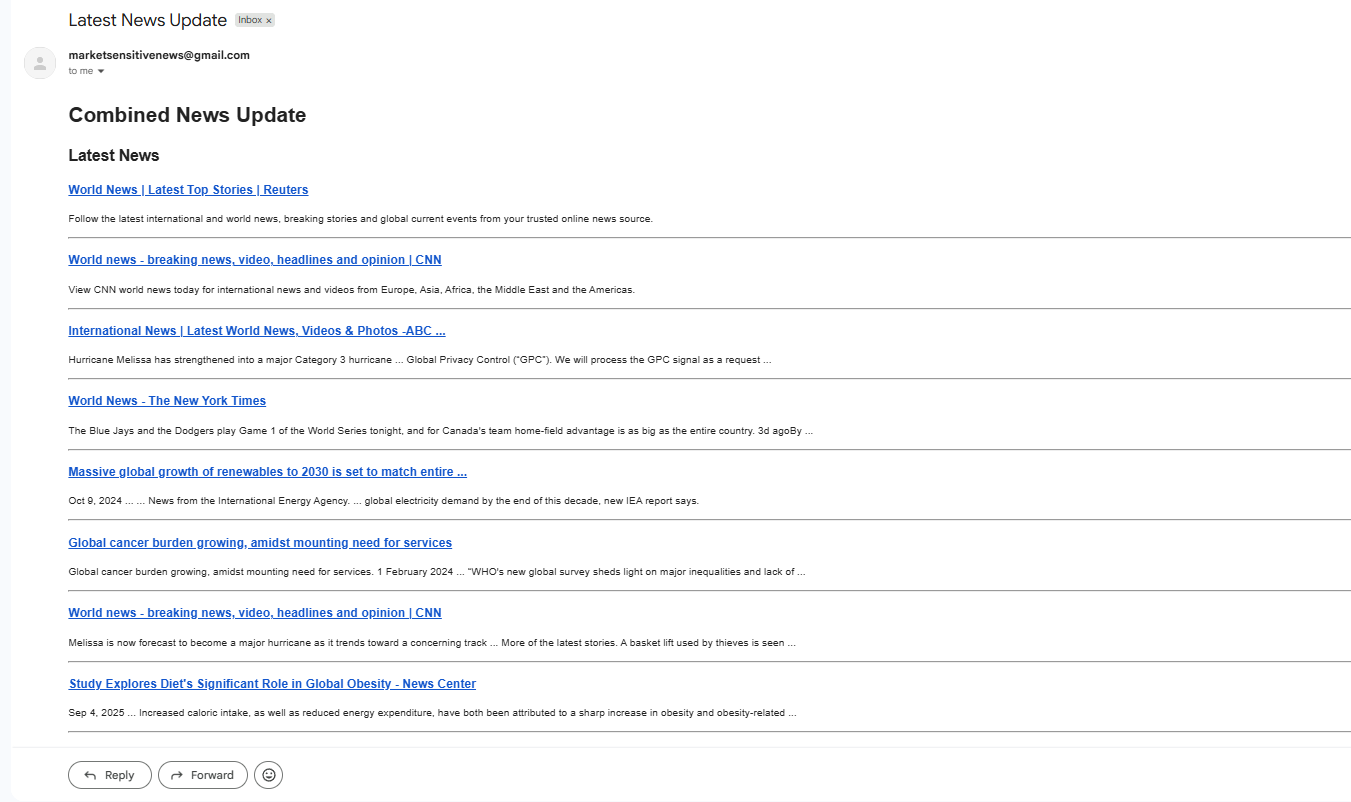 Latest News Update Inbox x
marketsensitivenews@gmail.com
to me
Combined News Update
Latest News
World News | Latest Top Stories | Reuters
Follow the latest international and world news, breaking stories and global current events from your trusted online news source.
World news - breaking news, video, headlines and opinion | CNN
View CNN world news today for international news and videos from Europe, Asia, Africa, the Middle East and the Americas.
International News | Latest World News, Videos & Photos -ABC ...
Hurricane Melissa has strengthened into a major Category 3 hurricane ... Global Privacy Control ("GPC"). We will process the GPC signal as a request ...
World News - The New York Times
The Blue Jays and the Dodgers play Game 1 of the World Series tonight, and for Canada's team home-field advantage is as big as the entire country. 3d agoBy ...
Massive global growth of renewables to 2030 is set to match entire ...
Oct 9, 2024 ... ... News from the International Energy Agency. ... global electricity demand by the end of this decade, new IEA report says.
Global cancer burden growing, amidst mounting need for services
Global cancer burden growing, amidst mounting need for services. 1 February 2024 ... "WHO's new global survey sheds light on major inequalities and lack of ...
World news - breaking news, video, headlines and opinion | CNN
Melissa is now forecast to become a major hurricane as it trends toward a concerning track ... More of the latest stories. A basket lift used by thieves is seen ...
Study Explores Diet's Significant Role in Global Obesity - News Center
Sep 4, 2025 ... Increased caloric intake, as well as reduced energy expenditure, have both been attributed to a sharp increase in obesity and obesity-related ...
Reply Forward